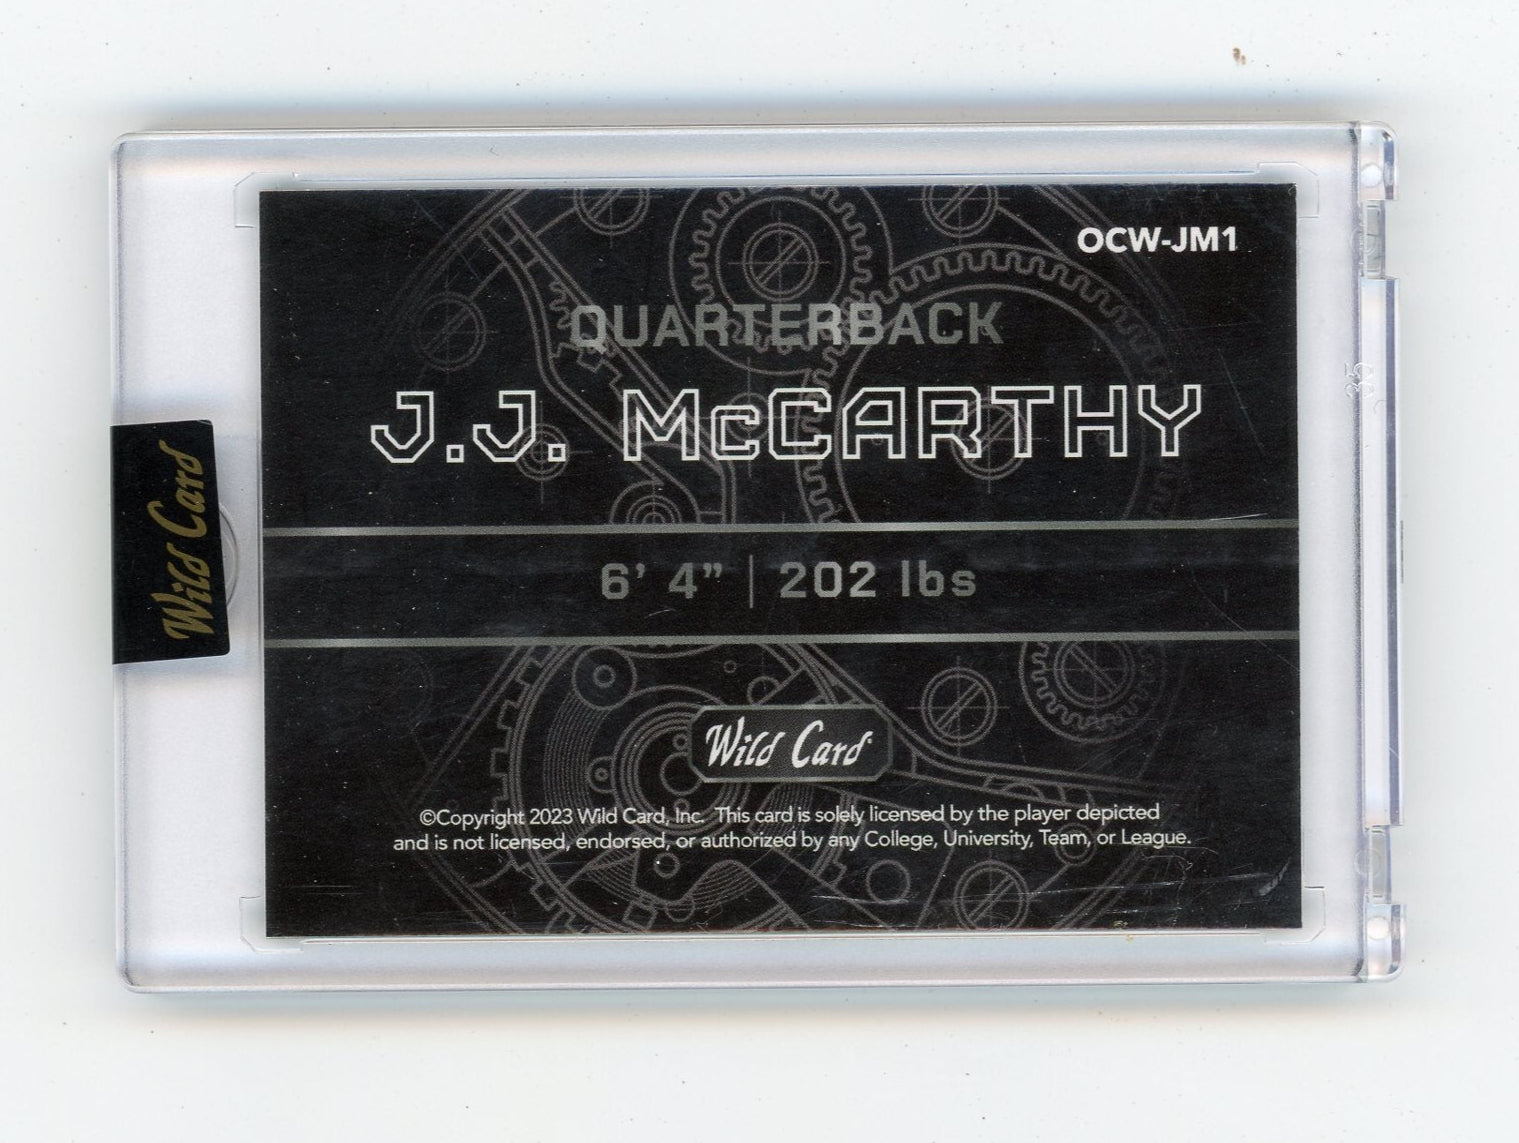 OCW-JM1
QUARTERBACK
J.J. McCARTHY
6' 4" | 202 lbs
Wild Card
Wild Card
©Copyright 2023 Wild Card, Inc. This card is solely licensed by the player depicted
and is not licensed, endorsed, or authorized by any College, University, Team, or League.
35